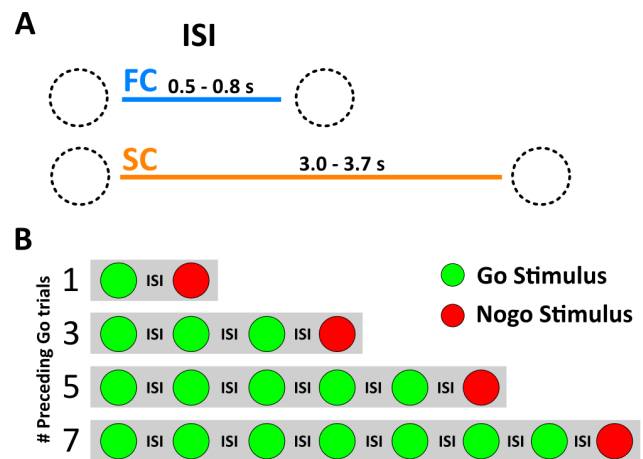 A
ISI
FC 0.5 - 0.8 s
SC 3.0 - 3.7 s
B
# Preceding Go trials
1 ISI
3 ISI ISI ISI
5 ISI ISI ISI ISI ISI
7 ISI ISI ISI ISI ISI ISI ISI
Go Stimulus
Nogo Stimulus